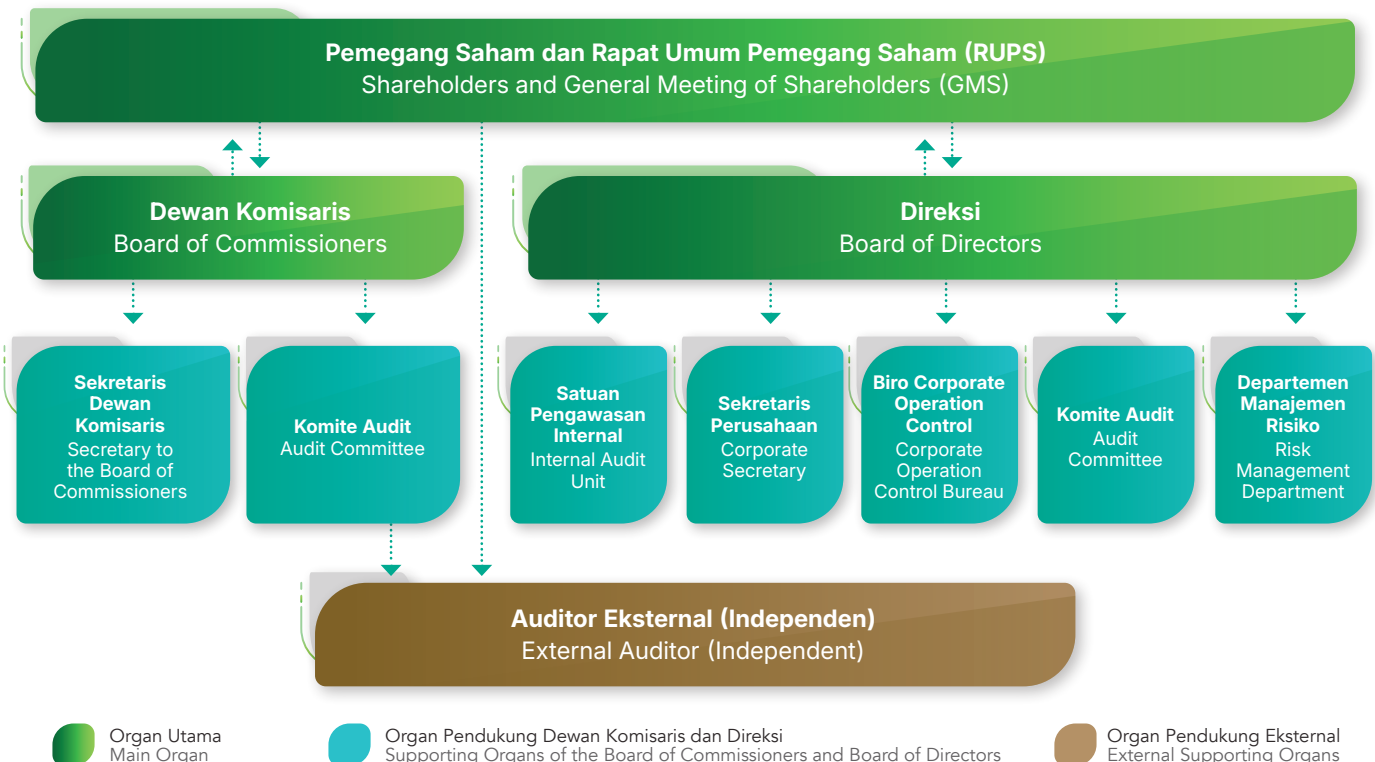 Pemegang Saham dan Rapat Umum Pemegang Saham (RUPS)
Shareholders and General Meeting of Shareholders (GMS)
Dewan Komisaris
Board of Commissioners
Direksi
Board of Directors
Sekretaris
Dewan
Komisaris
Secretary to
the Board of
Commissioners
Komite Audit
Audit Committee
Satuan
Pengawasan
Internal
Internal Audit
Unit
Sekretaris
Perusahaan
Corporate
Secretary
Biro Corporate
Operation
Control
Corporate
Operation
Control Bureau
Komite Audit
Audit
Committee
Departemen
Manajemen
Risiko
Risk
Management
Department
Auditor Eksternal (Independen)
External Auditor (Independent)
Organ Utama
Main Organ
Organ Pendukung Dewan Komisaris dan Direksi
Supporting Organs of the Board of Commissioners and Board of Directors
Organ Pendukung Eksternal
External Supporting Organs